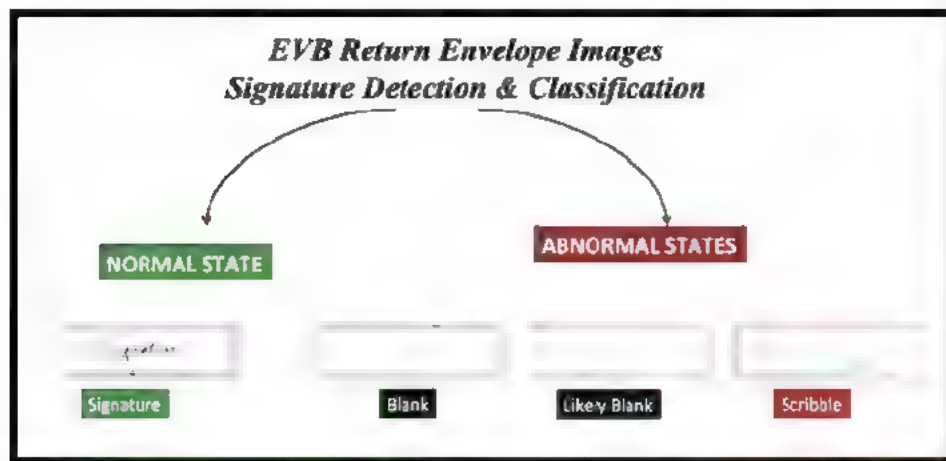 EVB Return Envelope Images
Signature Detection & Classification
NORMAL STATE
ABNORMAL STATES
Signature
Blank
Likely Blank
Scribble